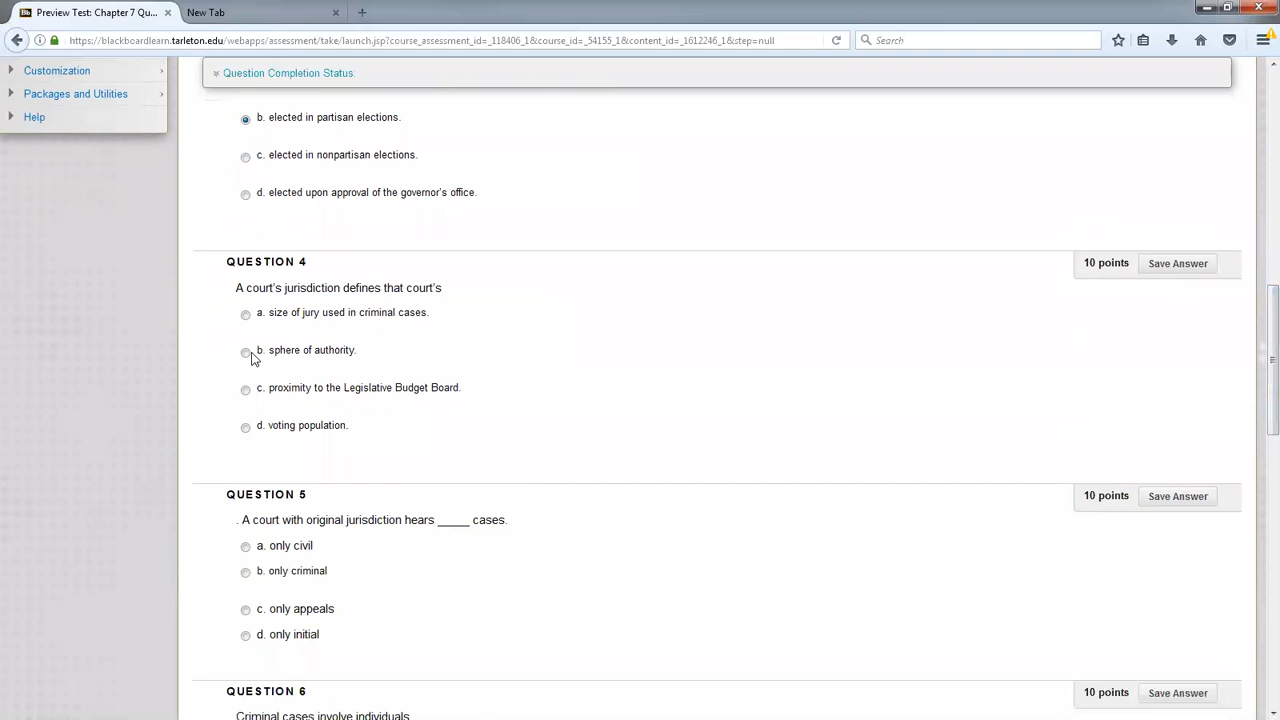 Preview Test: Chapter 7 Qu...
New Tab
https://blackboardlearn.tarleton.edu/webapps/assessment/take/launch.jsp?course_assessment_id=_118406_1&course_id=_54155_1&content_id=_1612246_1&step=null
Search
Customization
Packages and Utilities
Help
Question Completion Status:
b. elected in partisan elections.
c. elected in nonpartisan elections.
d. elected upon approval of the governor's office.
QUESTION 4
10 points
Save Answer
A court's jurisdiction defines that court's
a. size of jury used in criminal cases.
b. sphere of authority.
c. proximity to the Legislative Budget Board.
d. voting population.
QUESTION 5
10 points
Save Answer
. A court with original jurisdiction hears _____ cases.
a. only civil
b. only criminal
c. only appeals
d. only initial
QUESTION 6
10 points
Save Answer
Criminal cases involve individuals